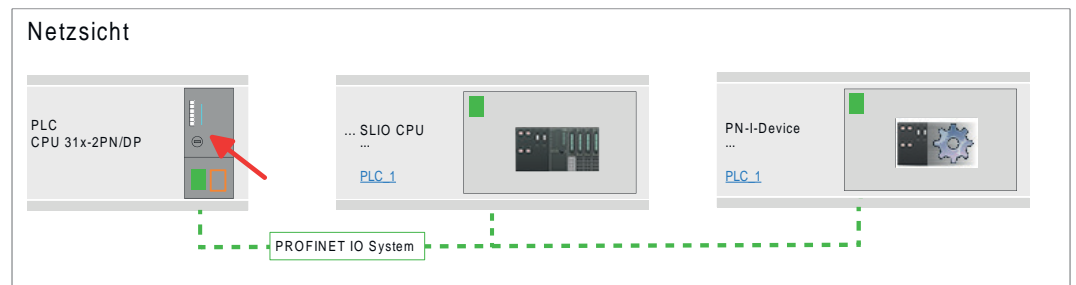 Netzsicht
PLC
CPU 31x-2PN/DP
... SLIO CPU
...
PLC_1
PN-I-Device
...
PLC_1
PROFINET IO System